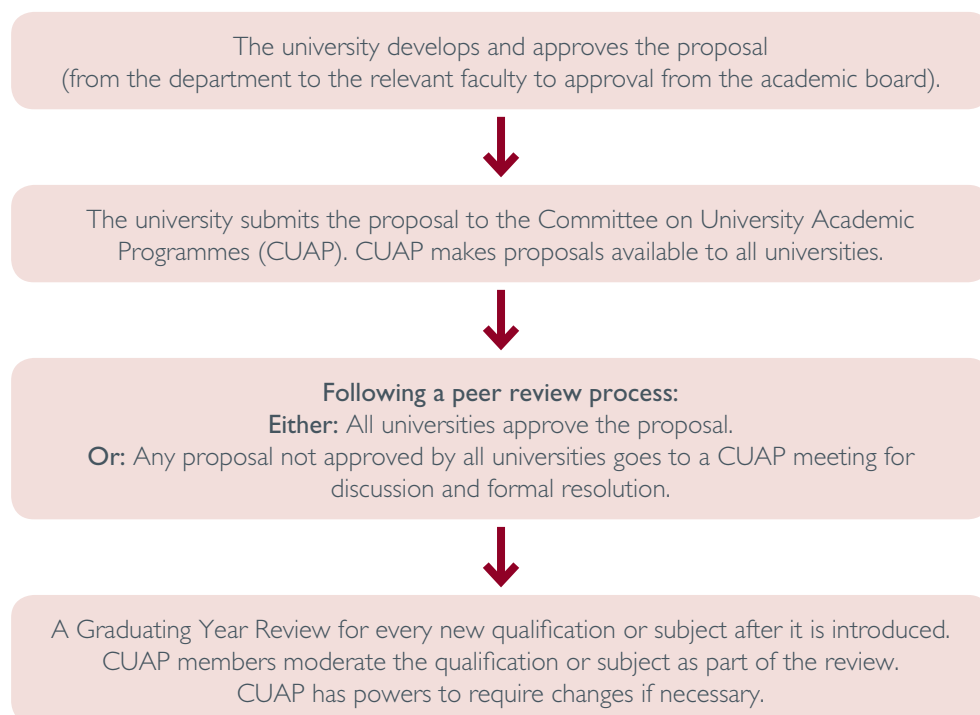 The university develops and approves the proposal
(from the department to the relevant faculty to approval from the academic board).
The university submits the proposal to the Committee on University Academic
Programmes (CUAP). CUAP makes proposals available to all universities.
Following a peer review process:
Either: All universities approve the proposal.
Or: Any proposal not approved by all universities goes to a CUAP meeting for
discussion and formal resolution.
A Graduating Year Review for every new qualification or subject after it is introduced.
CUAP members moderate the qualification or subject as part of the review.
CUAP has powers to require changes if necessary.